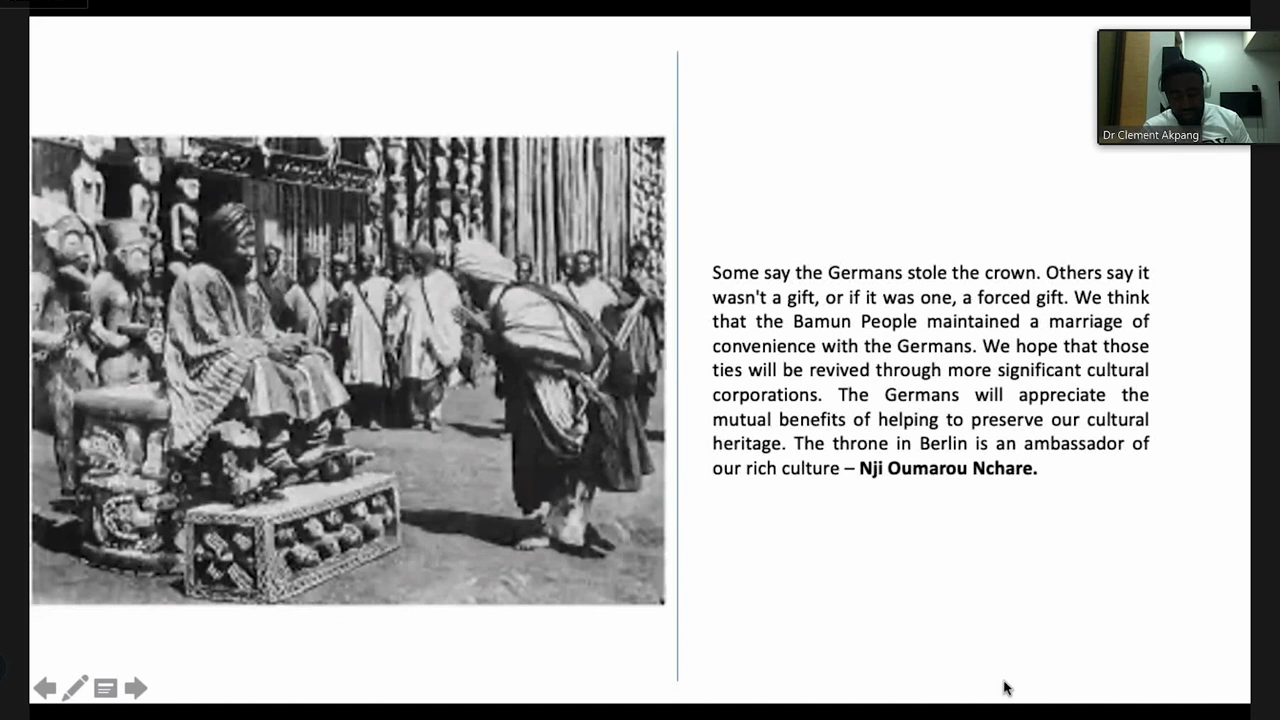 Dr Clement Akpang
Some say the Germans stole the crown. Others say it
wasn't a gift, or if it was one, a forced gift. We think
that the Bamun People maintained a marriage of
convenience with the Germans. We hope that those
ties will be revived through more significant cultural
corporations. The Germans will appreciate the
mutual benefits of helping to preserve our cultural
heritage. The throne in Berlin is an ambassador of
our rich culture – Nji Oumarou Nchare.